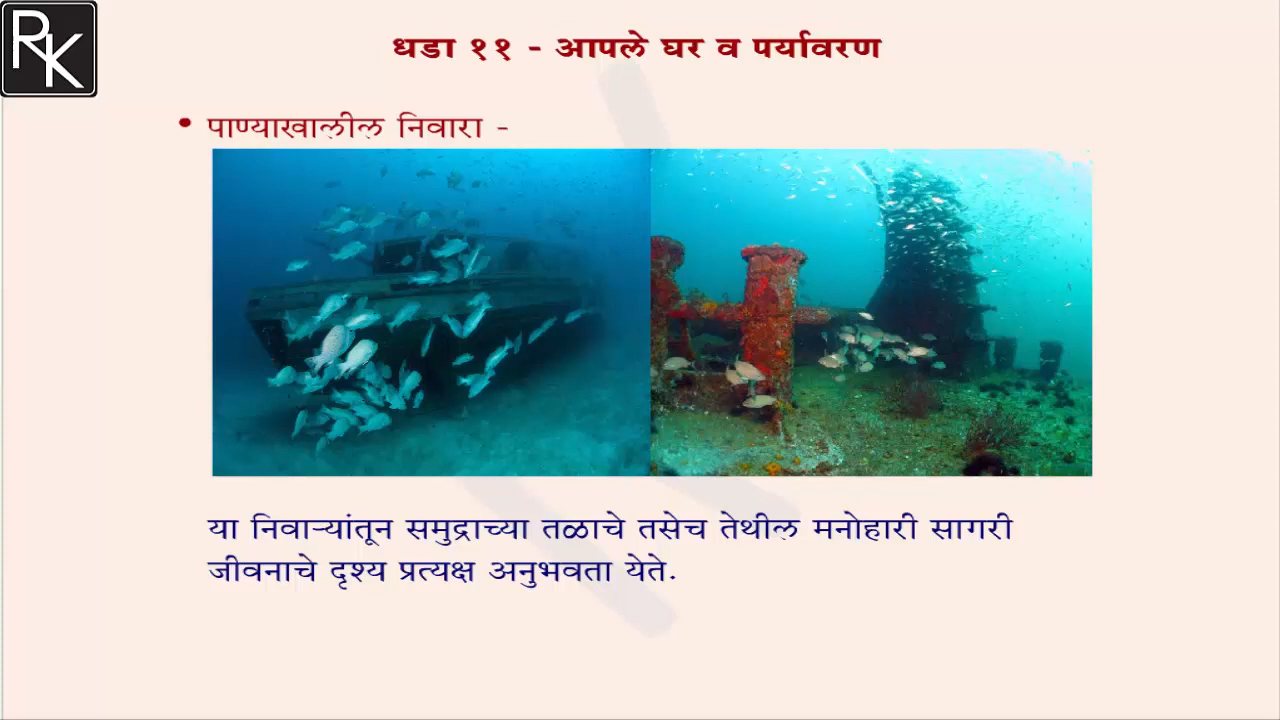 RK
धडा ११ - आपले घर व पर्यावरण
• पाण्याखालील निवारा -
या निवाऱ्यांतून समुद्राच्या तळाचे तसेच तेथील मनोहारी सागरी
जीवनाचे दृश्य प्रत्यक्ष अनुभवता येते.